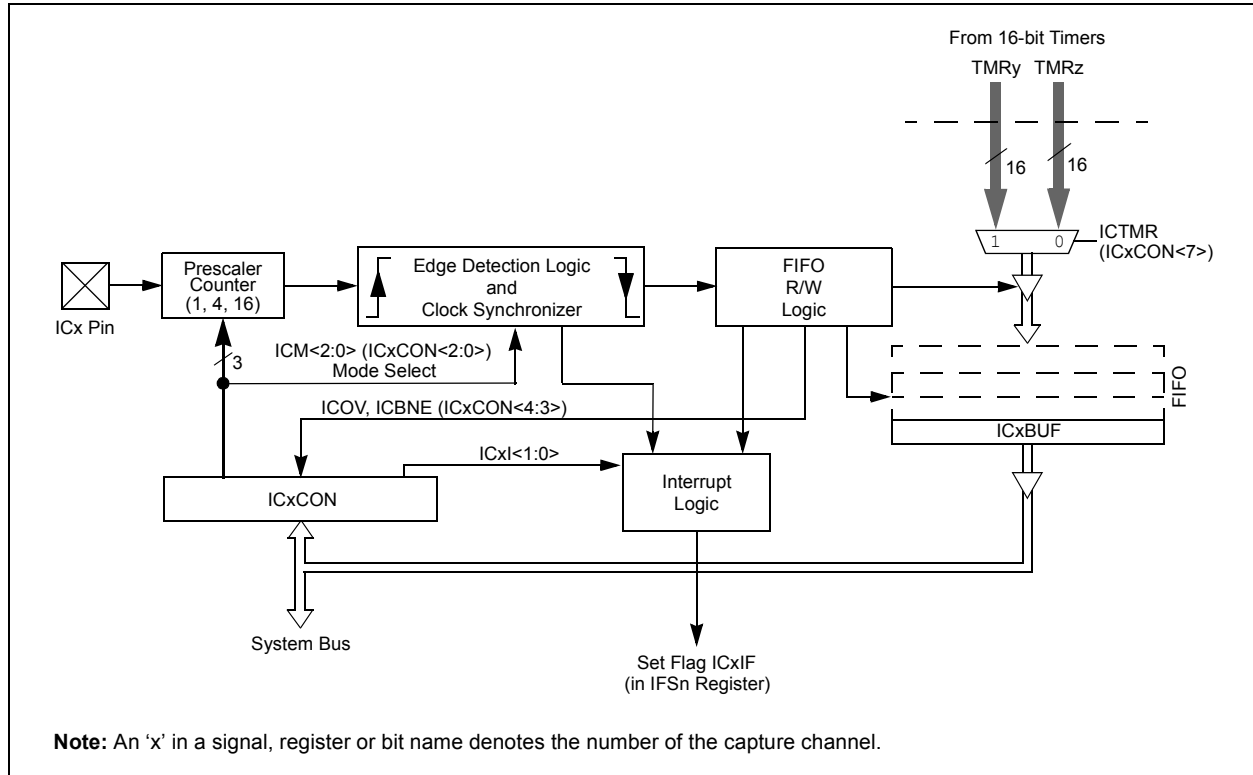 From 16-bit Timers
TMRy TMRz
16 16
1 0
ICTMR
(ICxCON<7>)
Prescaler
Counter
(1, 4, 16)
Edge Detection Logic
and
Clock Synchronizer
FIFO
R/W
Logic
ICx Pin
3
ICM<2:0> (ICxCON<2:0>)
Mode Select
FIFO
ICOV, ICBNE (ICxCON<4:3>)
ICxBUF
ICxI<1:0>
Interrupt
Logic
ICxCON
System Bus
Set Flag ICxIF
(in IFSn Register)
Note: An ‘x’ in a signal, register or bit name denotes the number of the capture channel.